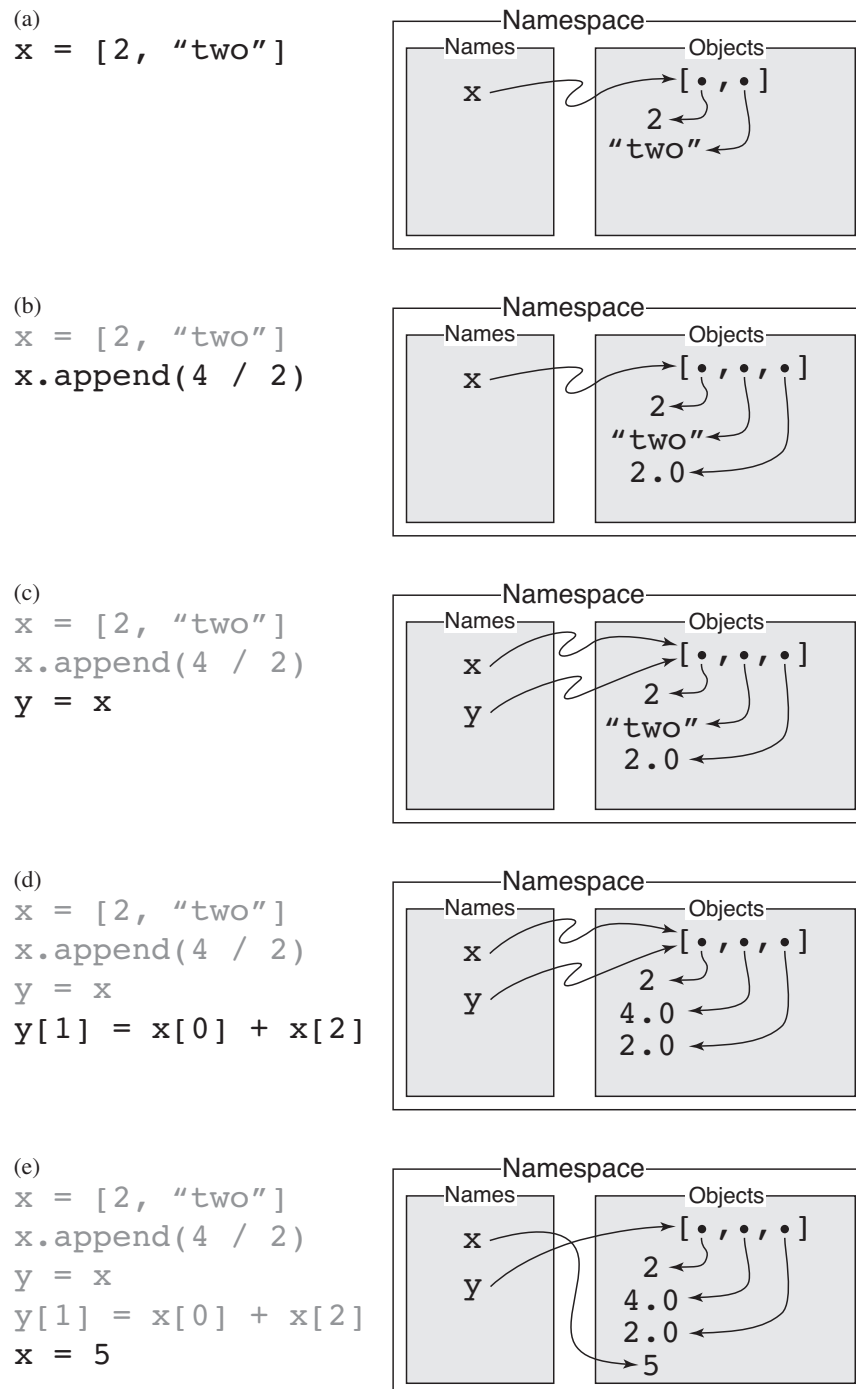 (a)
x = [2, “two”]
Namespace
Names
Objects
x
[•,•]
2
“two”
(b)
x = [2, “two”]
x.append(4 / 2)
Namespace
Names
Objects
x
[•,•,•]
2
“two”
2.0
(c)
x = [2, “two”]
x.append(4 / 2)
y = x
Namespace
Names
Objects
x
[•,•,•]
y
2
“two”
2.0
(d)
x = [2, “two”]
x.append(4 / 2)
y = x
y[1] = x[0] + x[2]
Namespace
Names
Objects
x
[•,•,•]
y
2
4.0
2.0
(e)
x = [2, “two”]
x.append(4 / 2)
y = x
y[1] = x[0] + x[2]
x = 5
Namespace
Names
Objects
x
[•,•,•]
y
2
4.0
2.0
5